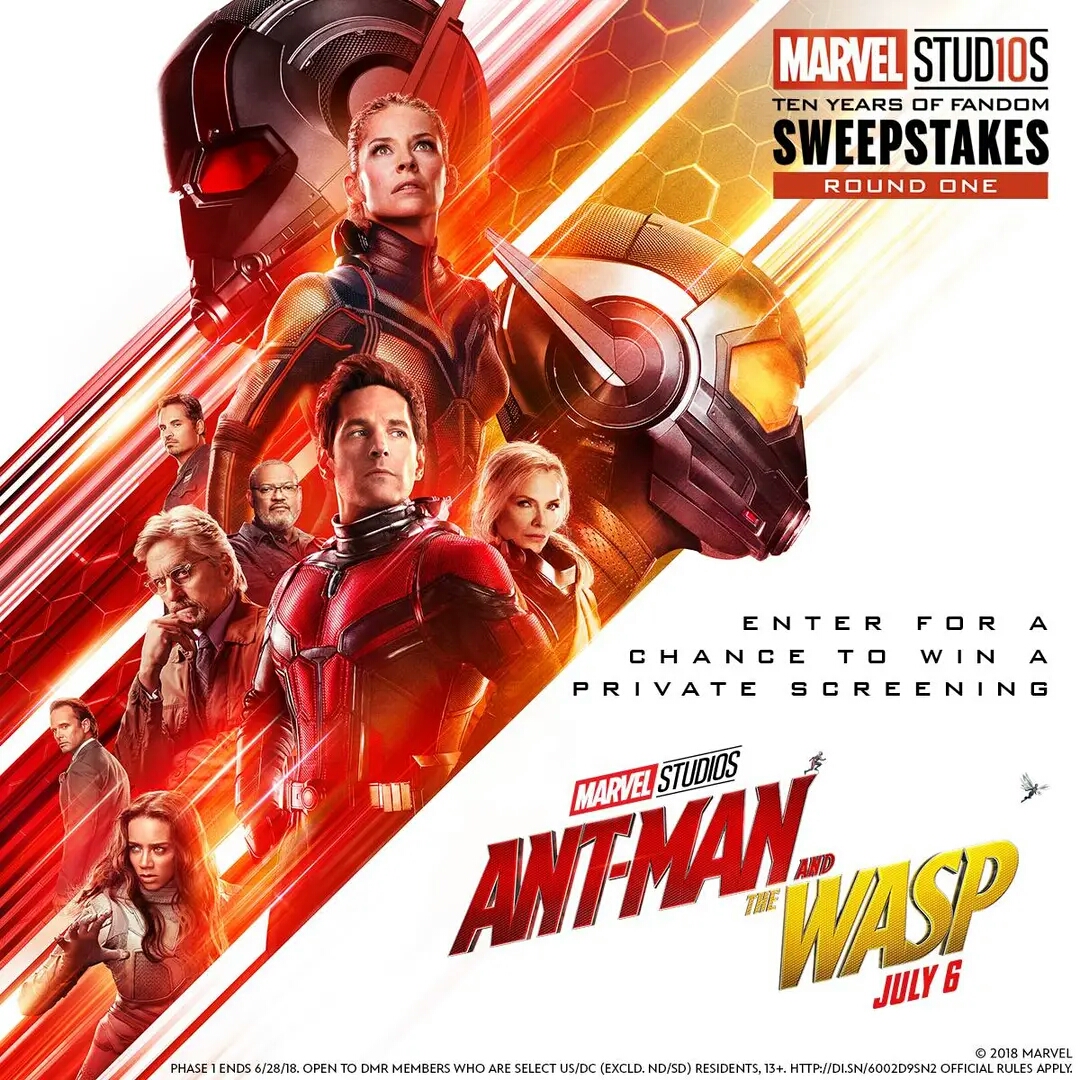 MARVEL STUD10S
TEN YEARS OF FANDOM
SWEEPSTAKES
ROUND ONE
ENTER FOR A
CHANCE TO WIN A
PRIVATE SCREENING
MARVEL STUDIOS
ANT-MAN
AND
THE WASP
JULY 6
© 2018 MARVEL
PHASE 1 ENDS 6/28/18. OPEN TO DMR MEMBERS WHO ARE SELECT US/DC (EXCLD. ND/SD) RESIDENTS, 13+. HTTP://DI.SN/6002D9SN2 OFFICIAL RULES APPLY.